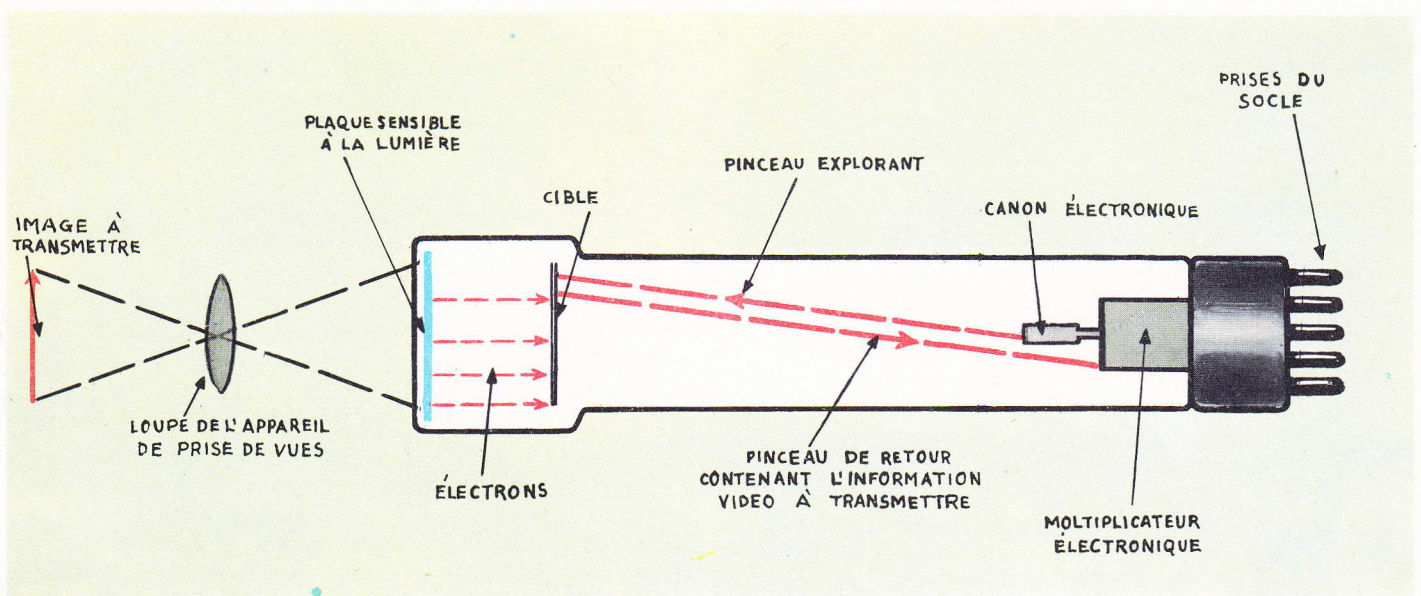 PRISES DU
SOCLE
PLAQUE SENSIBLE
À LA LUMIÈRE
PINCEAU EXPLORANT
CIBLE
CANON ÉLECTRONIQUE
IMAGE À
TRANSMETTRE
LOUPE DE L'APPAREIL
DE PRISE DE VUES
ÉLECTRONS
PINCEAU DE RETOUR
CONTENANT L'INFORMATION
VIDEO À TRANSMETTRE
MOLTIPLICATEUR
ÉLECTRONIQUE